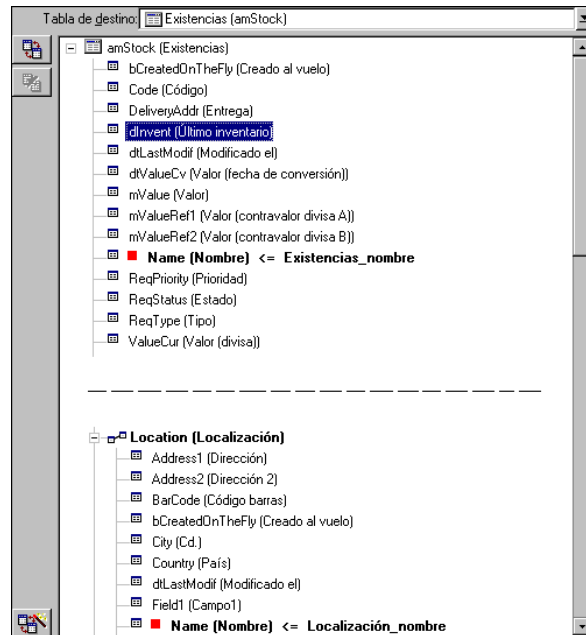 Tabla de destino: Existencias (amStock)
amStock (Existencias)
bCreatedOnTheFly (Creado al vuelo)
Code (Código)
DeliveryAddr (Entrega)
dInvent (Último inventario)
dtLastModif (Modificado el)
dtValueCv (Valor (fecha de conversión))
mValue (Valor)
mValueRef1 (Valor (contravalor divisa A))
mValueRef2 (Valor (contravalor divisa B))
Name (Nombre) <= Existencias_nombre
ReqPriority (Prioridad)
ReqStatus (Estado)
ReqType (Tipo)
ValueCur (Valor (divisa))
Location (Localización)
Address1 (Dirección)
Address2 (Dirección 2)
BarCode (Código barras)
bCreatedOnTheFly (Creado al vuelo)
City (Cd.)
Country (País)
dtLastModif (Modificado el)
Field1 (Campo1)
Name (Nombre) <= Localización_nombre